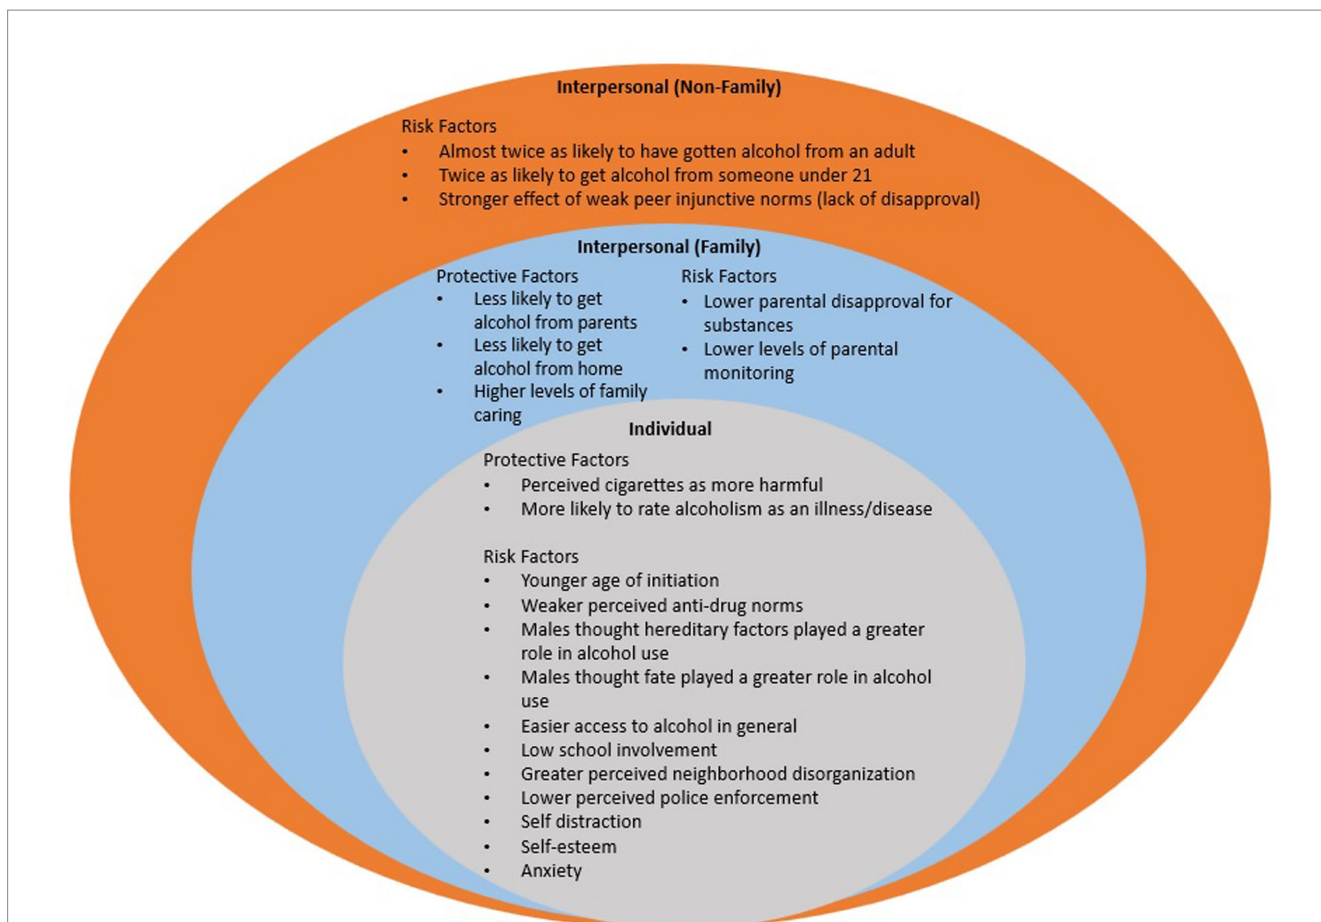 Interpersonal (Non-Family)
Risk Factors
• Almost twice as likely to have gotten alcohol from an adult
• Twice as likely to get alcohol from someone under 21
• Stronger effect of weak peer injunctive norms (lack of disapproval)
Interpersonal (Family)
Protective Factors
• Less likely to get
alcohol from parents
• Less likely to get
alcohol from home
• Higher levels of family
caring
Risk Factors
• Lower parental disapproval for
substances
• Lower levels of parental
monitoring
Individual
Protective Factors
• Perceived cigarettes as more harmful
• More likely to rate alcoholism as an illness/disease
Risk Factors
• Younger age of initiation
• Weaker perceived anti-drug norms
• Males thought hereditary factors played a greater
role in alcohol use
• Males thought fate played a greater role in alcohol
use
• Easier access to alcohol in general
• Low school involvement
• Greater perceived neighborhood disorganization
• Lower perceived police enforcement
• Self distraction
• Self-esteem
• Anxiety